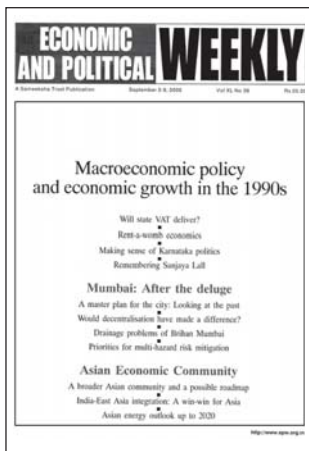 ECONOMIC
AND POLITICAL
WEEKLY
A Sameeksha Trust Publication September 3-9, 2005 Vol XL No 36
Macroeconomic policy
and economic growth in the 1990s
Will state VAT deliver?
Rent-a-womb economics
Making sense of Karnataka politics
Remembering Sanjaya Lall
Mumbai: After the deluge
A master plan for the city: Looking at the past
Would decentralisation have made a difference?
Drainage problems of Brihan Mumbai
Priorities for multi-hazard risk mitigation
Asian Economic Community
A broader Asian community and a possible roadmap
India-East Asia integration: A win-win for Asia
Asian energy outlook up to 2020
http://www.epw.org.in